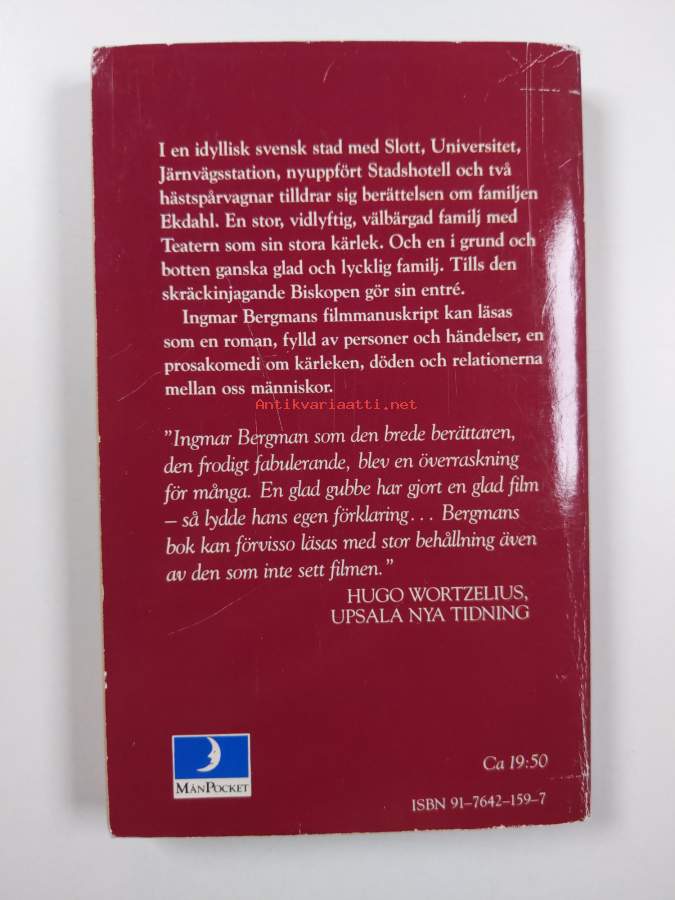 I en idyllisk svensk stad med Slott, Universitet,
Järnvägsstation, nyuppfört Stadshotell och två
hästspårvagnar tilldrar sig berättelsen om familjen
Ekdahl. En stor, vidlyftig, välbärgad familj med
Teatern som sin stora kärlek. Och en i grund och
botten ganska glad och lycklig familj. Tills den
skräckinjagande Biskopen gör sin entré.
Ingmar Bergmans filmmanuskript kan läsas
som en roman, fylld av personer och händelser, en
prosakomedi om kärleken, döden och relationerna
mellan oss människor.
Antikvariaatti.net
”Ingmar Bergman som den brede berättaren,
den frodigt fabulerande, blev en överraskning
för många. En glad gubbe har gjort en glad film
– så lydde hans egen förklaring... Bergmans
bok kan förvisso läsas med stor behållning även
av den som inte sett filmen.”
HUGO WORTZELIUS,
UPSALA NYA TIDNING
MÅNPOCKET
Ca 19:50
ISBN 91–7642–159–7